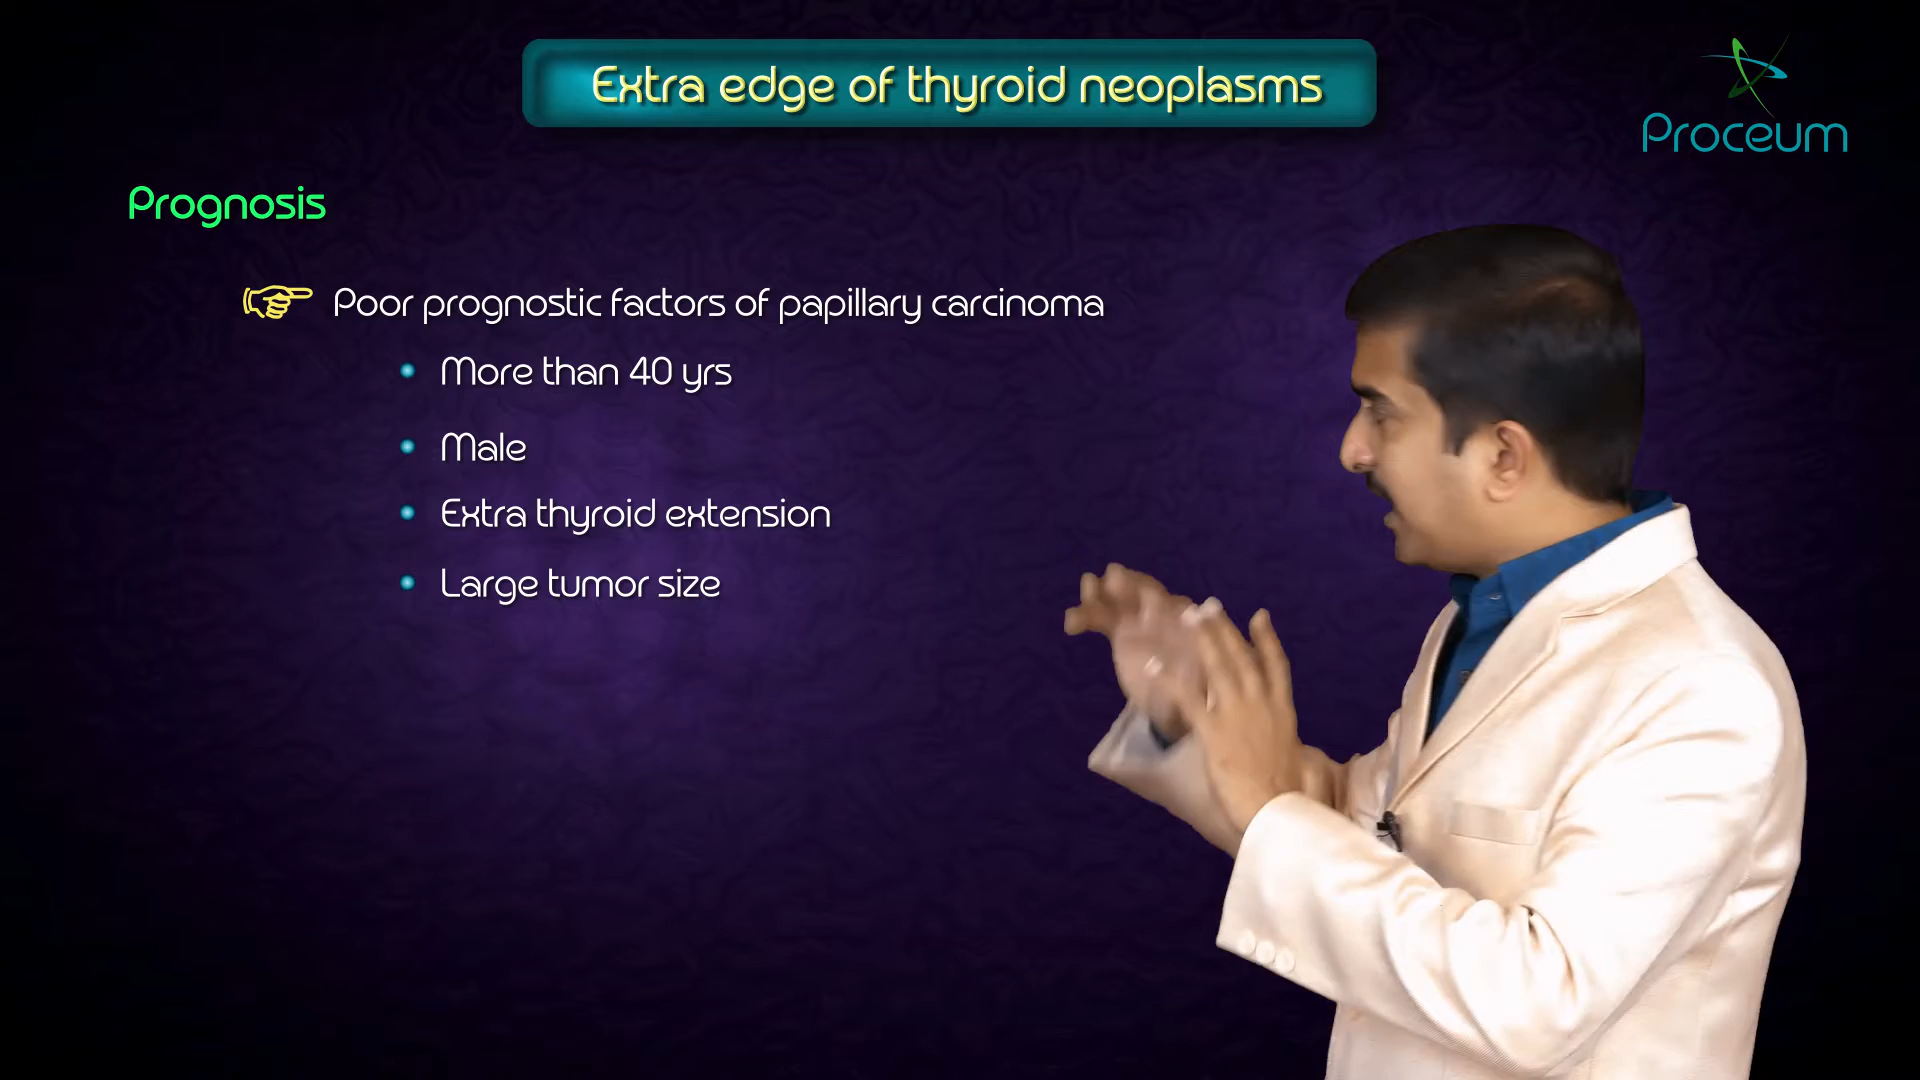 Extra edge of thyroid neoplasms
Proceum
Prognosis
Poor prognostic factors of papillary carcinoma
More than 40 yrs
Male
Extra thyroid extension
Large tumor size